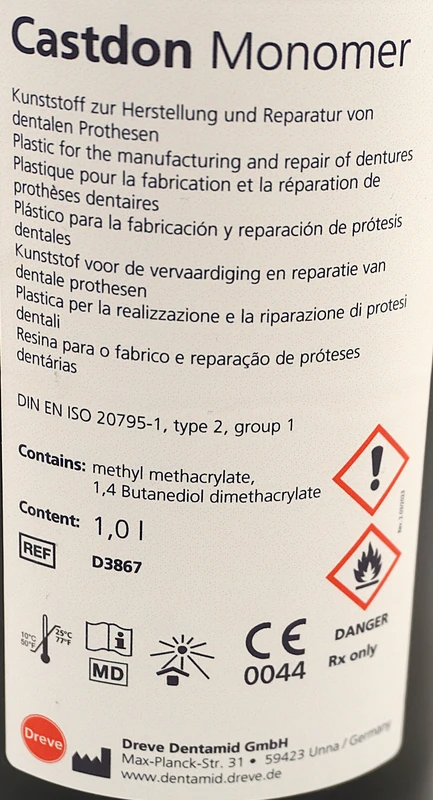 Castdon Monomer
Kunststoff zur Herstellung und Reparatur von
dentalen Prothesen
Plastic for the manufacturing and repair of dentures
Plastique pour la fabrication et la réparation de
prothèses dentaires
Plástico para la fabricación y reparación de prótesis
dentales
Kunststof voor de vervaardiging en reparatie van
dentale prothesen
Plastica per la realizzazione e la riparazione di protesi
dentali
Resina para o fabrico e reparação de próteses
dentárias
DIN EN ISO 20795-1, type 2, group 1
Contains: methyl methacrylate,
1,4 Butanediol dimethacrylate
Content: 1,0 l
REF D3867
10°C
50°F
25°C
77°F
i
MD
CE
0044
DANGER
Rx only
Dreve
Dreve Dentamid GmbH
Max-Planck-Str. 31 • 59423 Unna / Germany
www.dentamid.dreve.de